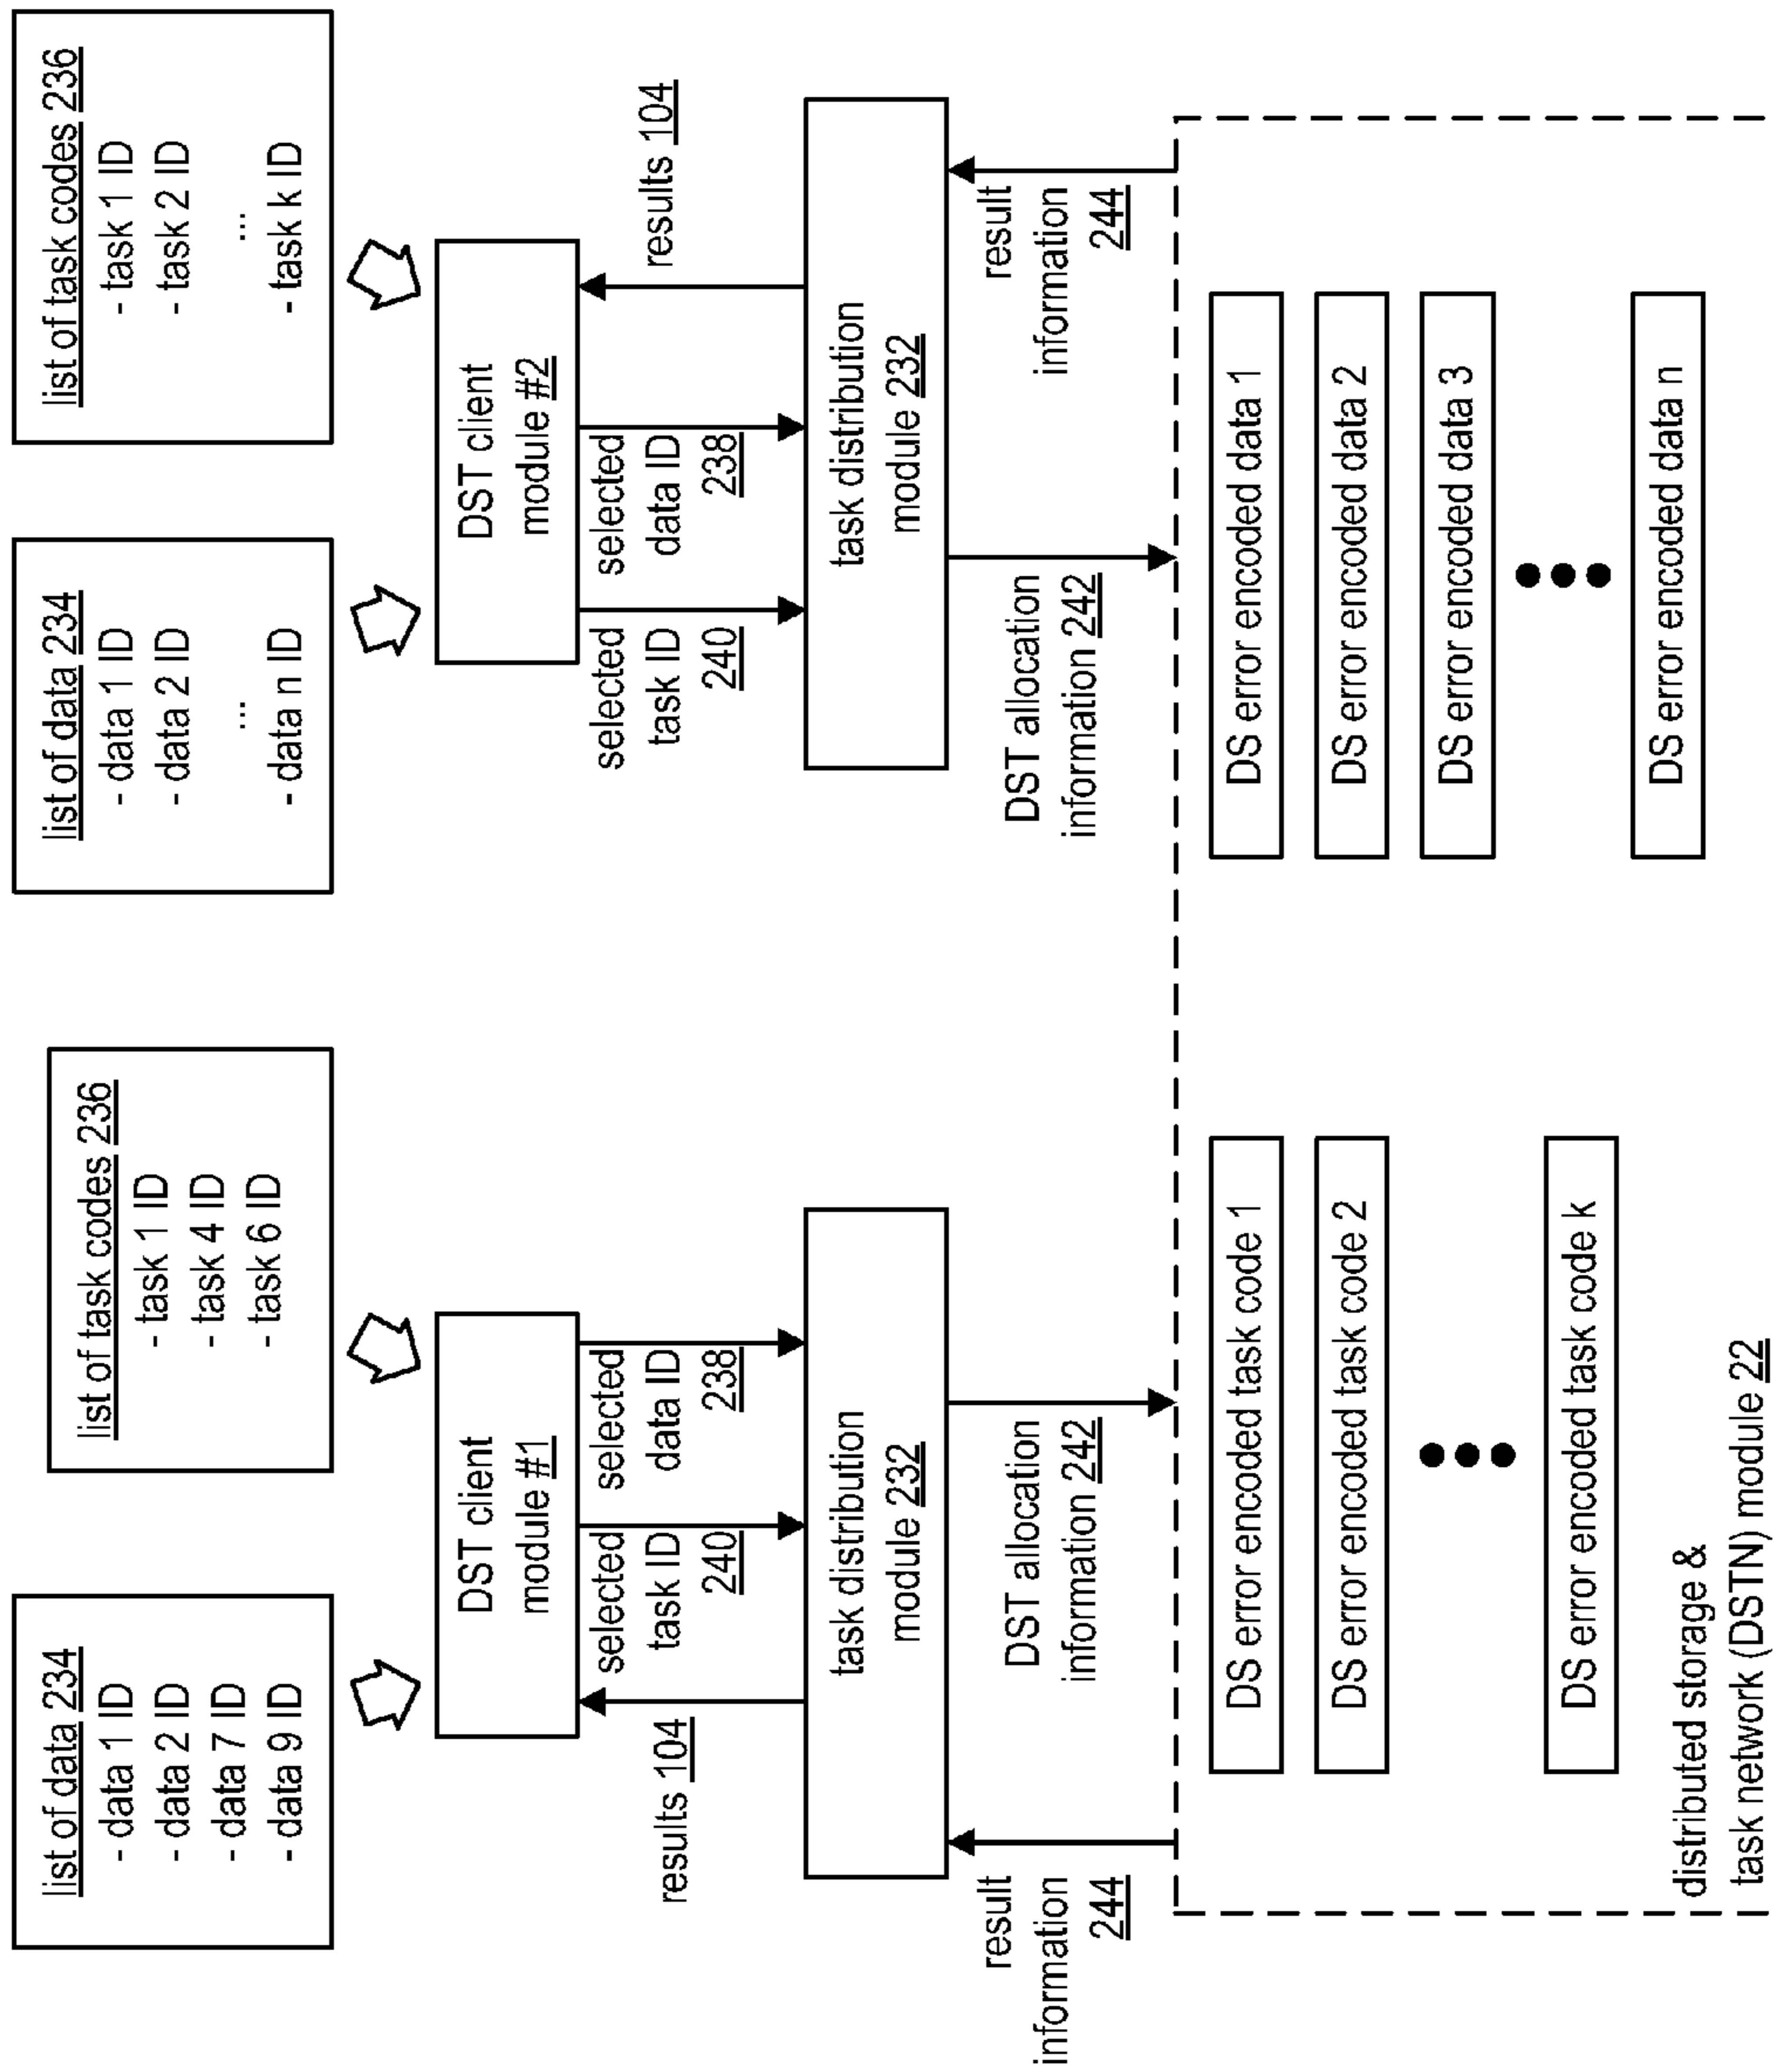 list of data 234
- data 1 ID
- data 2 ID
- data 7 ID
- data 9 ID
list of task codes 236
- task 1 ID
- task 4 ID
- task 6 ID
list of data 234
- data 1 ID
- data 2 ID
...
- data n ID
list of task codes 236
- task 1 ID
- task 2 ID
...
- task k ID
DST client
module #1
DST client
module #2
results 104
selected
task ID
240
selected
data ID
238
selected
task ID
240
selected
data ID
238
results 104
task distribution
module 232
task distribution
module 232
result
information
244
DST allocation
information 242
DST allocation
information 242
result
information
244
DS error encoded task code 1
DS error encoded task code 2
DS error encoded task code k
DS error encoded data 1
DS error encoded data 2
DS error encoded data 3
DS error encoded data n
distributed storage &
task network (DSTN) module 22